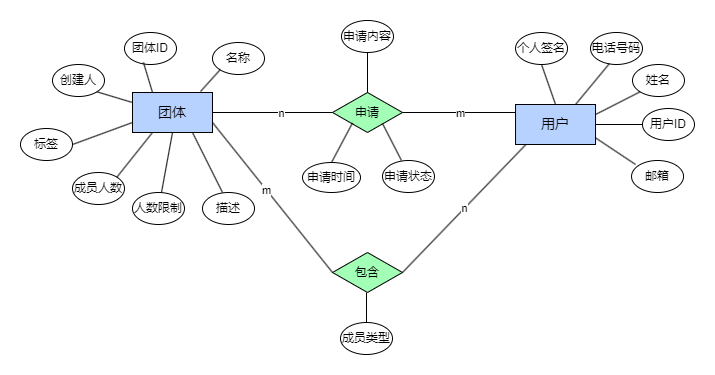 申请内容
团体ID
个人签名
电话号码
名称
创建人
姓名
团体
n
申请
m
用户
用户ID
标签
申请时间
申请状态
邮箱
成员人数
m
人数限制
描述
n
包含
成员类型